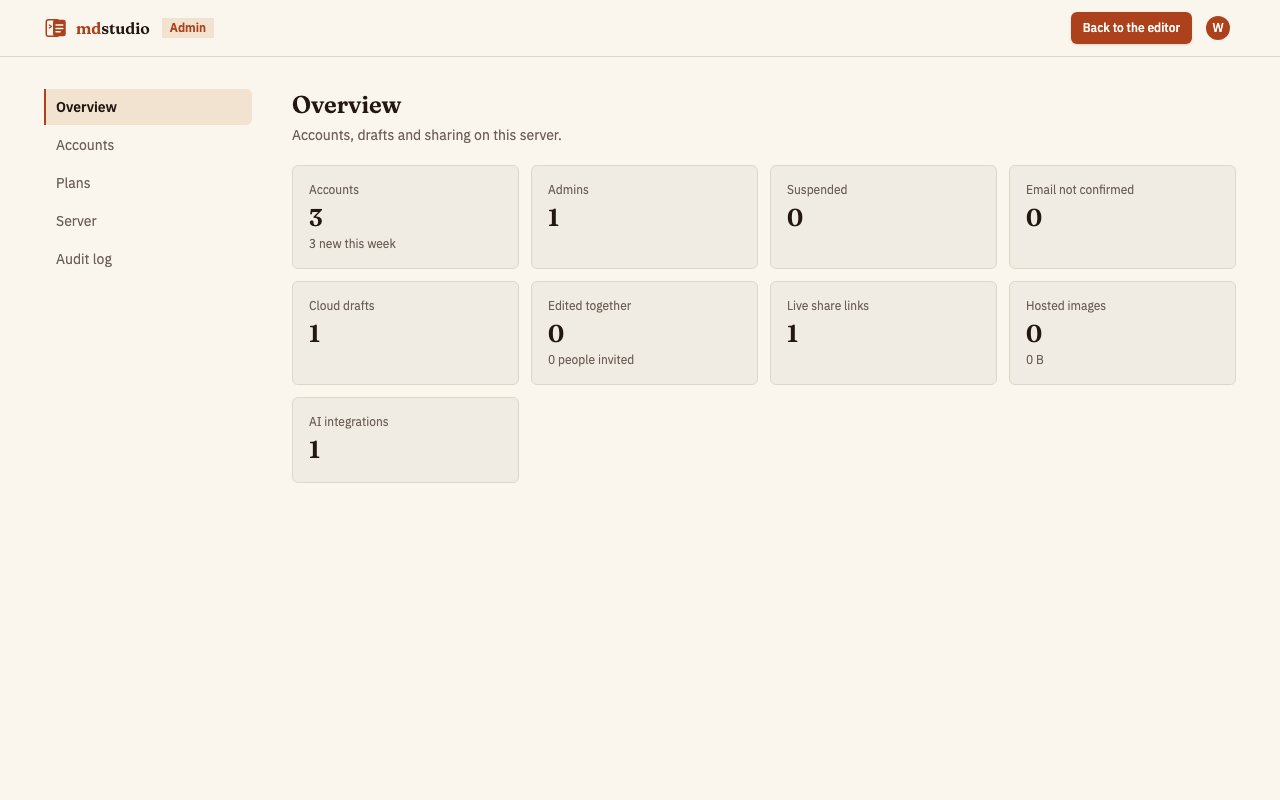 mdstudio Admin Back to the editor W
Overview
Accounts
Plans
Server
Audit log
Overview
Accounts, drafts and sharing on this server.
Accounts
3
3 new this week
Admins
1
Suspended
0
Email not confirmed
0
Cloud drafts
1
Edited together
0
0 people invited
Live share links
1
Hosted images
0
0 B
AI integrations
1